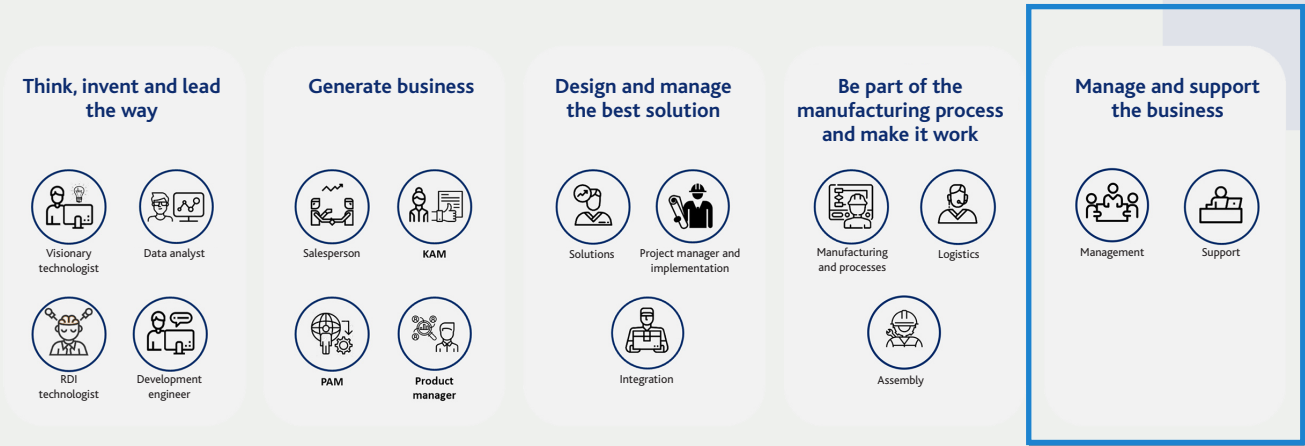 Think, invent and lead
the way
Visionary
technologist
Data analyst
RDI
technologist
Development
engineer
Generate business
Salesperson
KAM
PAM
Product
manager
Design and manage
the best solution
Solutions
Project manager and
implementation
Integration
Be part of the
manufacturing process
and make it work
Manufacturing
and processes
Logistics
Assembly
Manage and support
the business
Management
Support